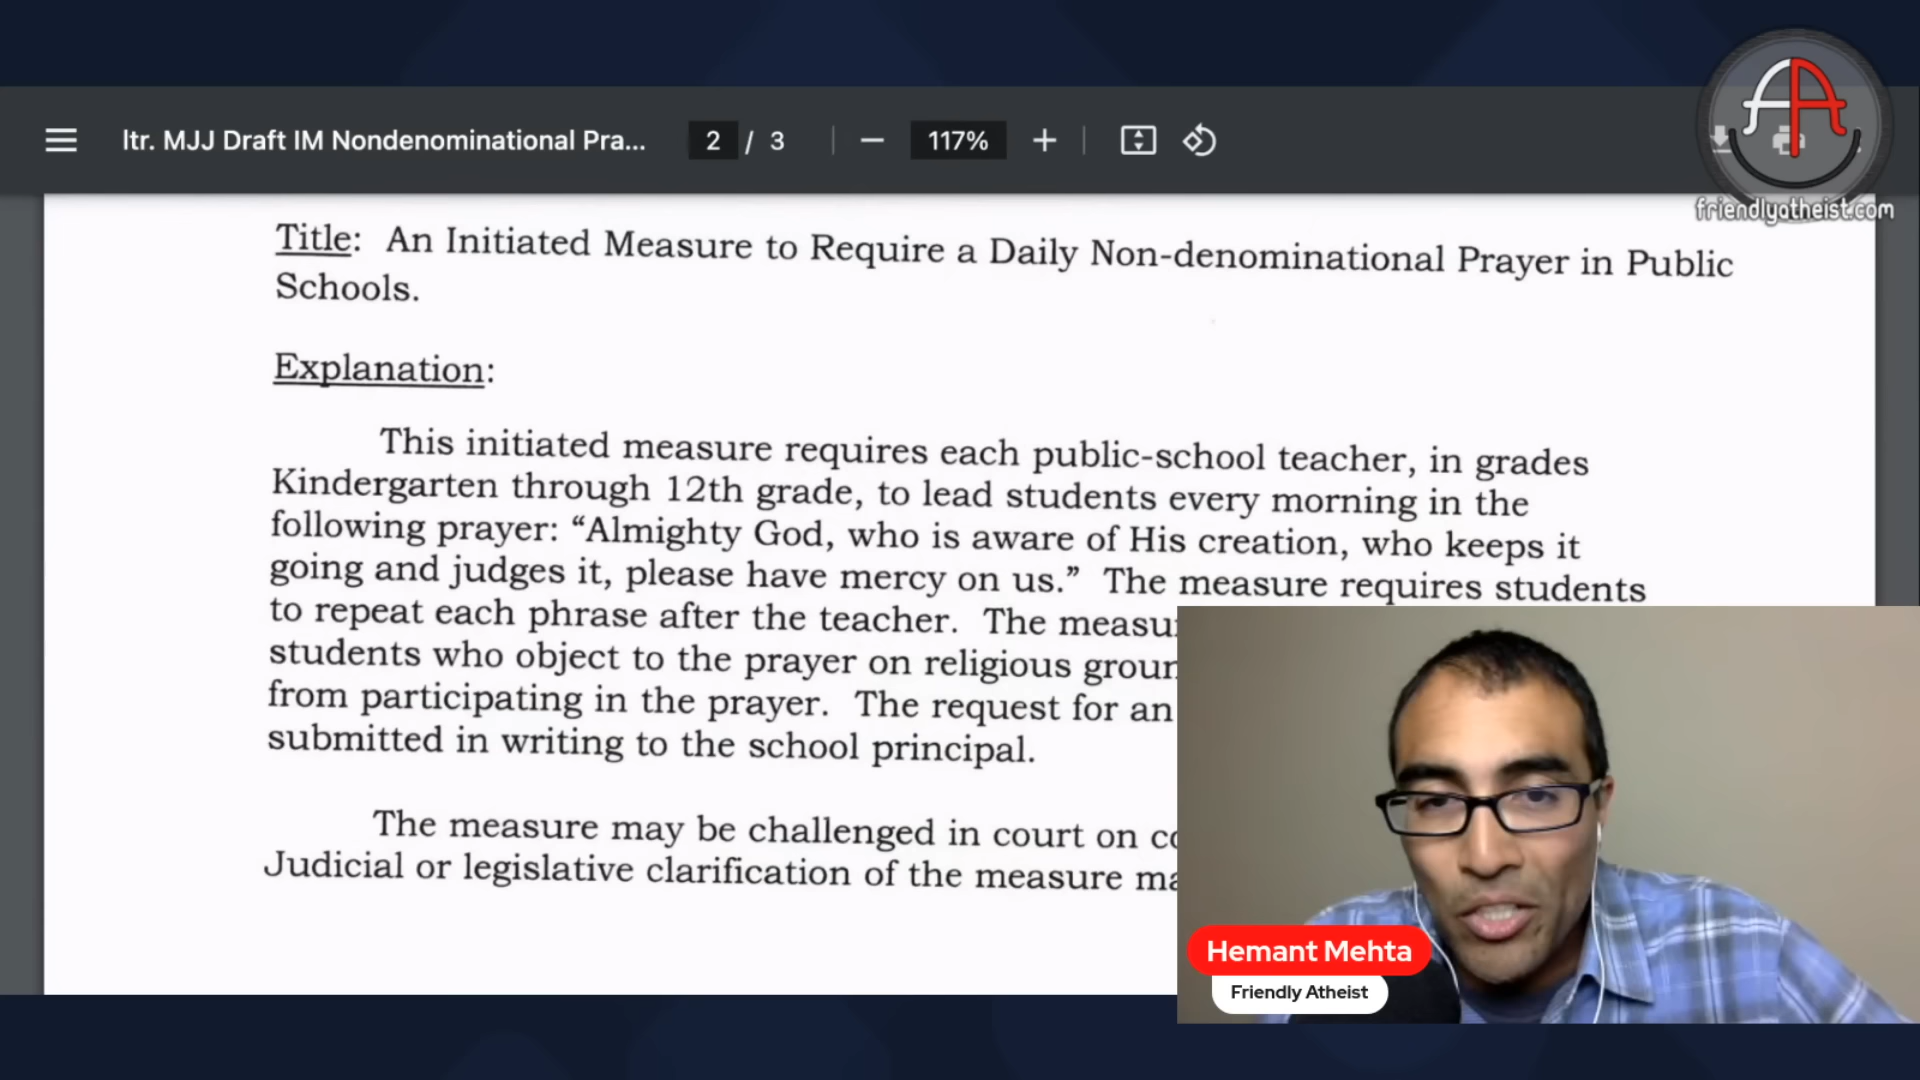 ltr. MJJ Draft IM Nondenominational Pra...
2 / 3
117%
friendlyatheist.com
Title: An Initiated Measure to Require a Daily Non-denominational Prayer in Public
Schools.
Explanation:
This initiated measure requires each public-school teacher, in grades
Kindergarten through 12th grade, to lead students every morning in the
following prayer: “Almighty God, who is aware of His creation, who keeps it
going and judges it, please have mercy on us.” The measure requires students
to repeat each phrase after the teacher. The
students who object to the prayer on religious
from participating in the prayer. The request for an
submitted in writing to the school principal.
The measure may be challenged in court on
Judicial or legislative clarification of the measure
Hemant Mehta
Friendly Atheist